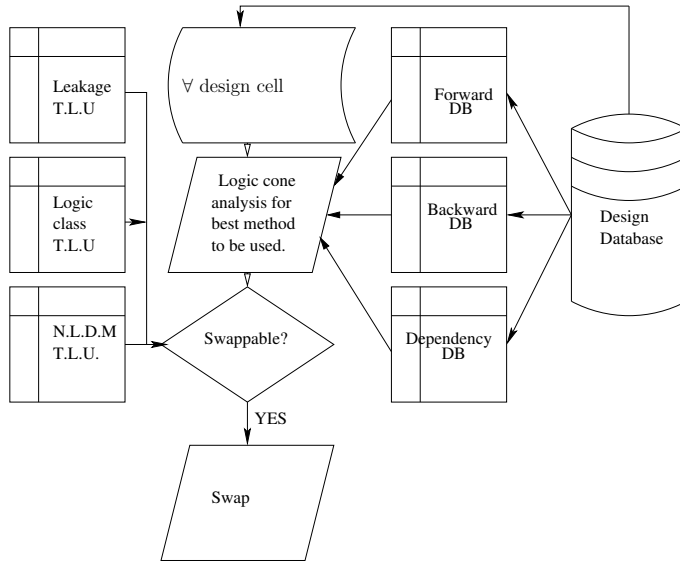 Leakage
T.L.U
∀ design cell
Forward
DB
Logic
class
T.L.U
Logic cone
analysis for
best method
to be used.
Backward
DB
Design
Database
N.L.D.M
T.L.U.
Swappable?
Dependency
DB
YES
Swap